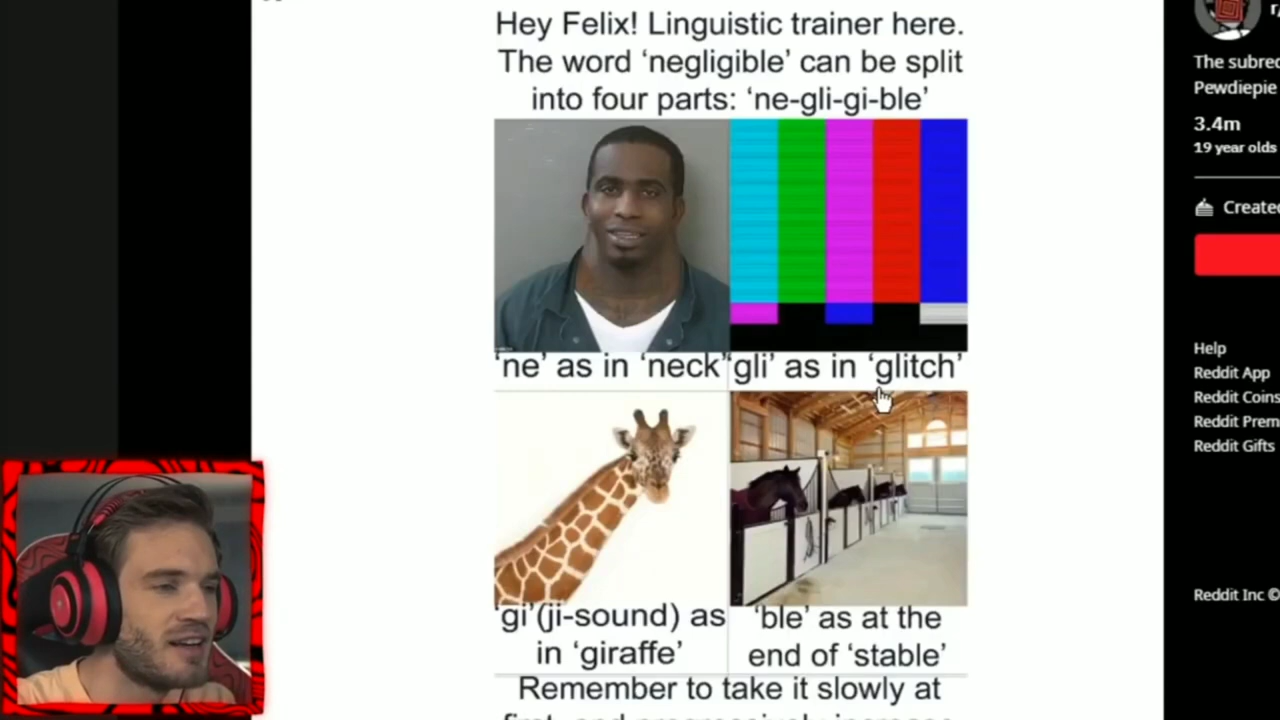 Hey Felix! Linguistic trainer here.
The word ‘negligible’ can be split
into four parts: ‘ne-gli-gi-ble’
‘ne’ as in ‘neck’
‘gli’ as in ‘glitch’
‘gi’(ji-sound) as
in ‘giraffe’
‘ble’ as at the
end of ‘stable’
Remember to take it slowly at
The subred
Pewdiepie
3.4m
19 year olds
Created
Help
Reddit App
Reddit Coins
Reddit Prem
Reddit Gifts
Reddit Inc ©